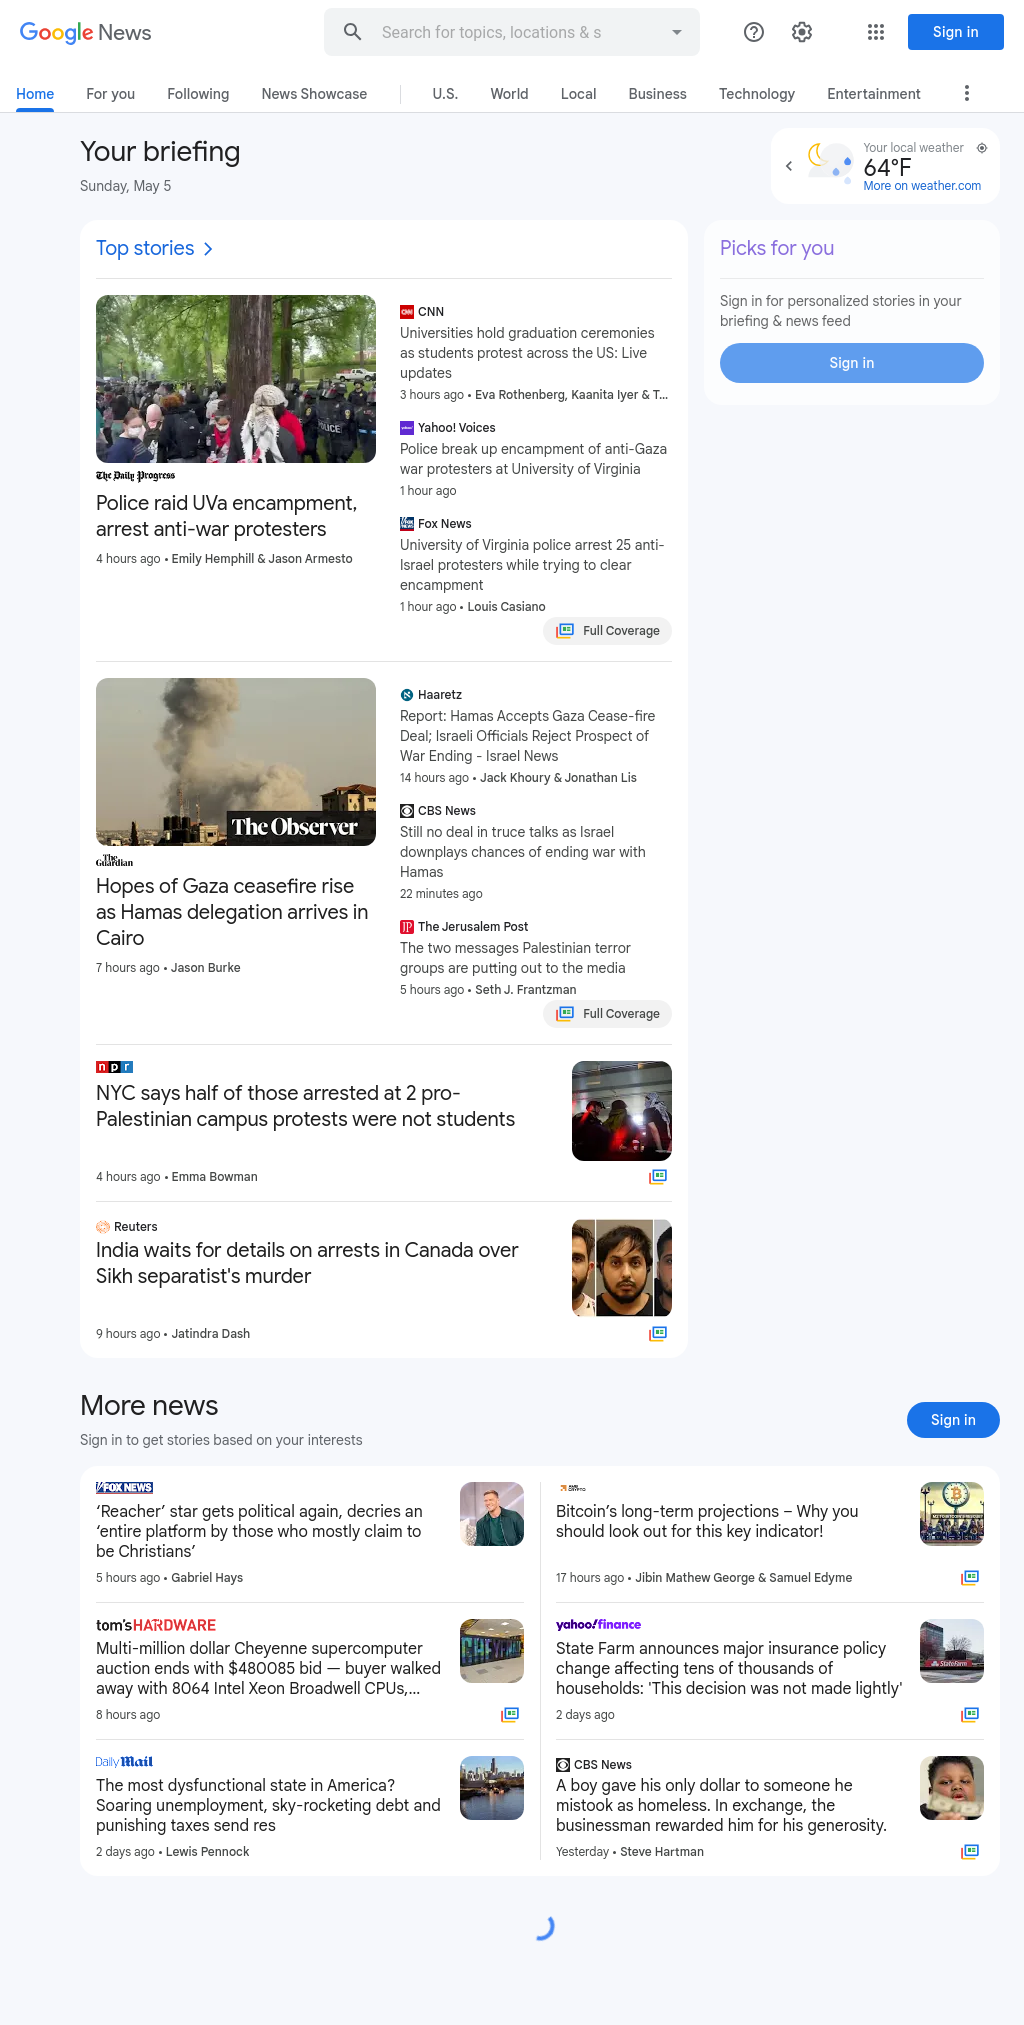 Google News
Search for topics, locations & s
Sign in
Home
For you
Following
News Showcase
U.S.
World
Local
Business
Technology
Entertainment
Your briefing
Sunday, May 5
Your local weather
64°F
More on weather.com
Top stories
The Daily Progress
Police raid UVa encampment,
arrest anti-war protesters
4 hours ago • Emily Hemphill & Jason Armesto
POLICE
CNN
Universities hold graduation ceremonies
as students protest across the US: Live
updates
3 hours ago • Eva Rothenberg, Kaanita Iyer & T...
Yahoo! Voices
Police break up encampment of anti-Gaza
war protesters at University of Virginia
1 hour ago
Fox News
University of Virginia police arrest 25 anti-
Israel protesters while trying to clear
encampment
1 hour ago • Louis Casiano
Full Coverage
Picks for you
Sign in for personalized stories in your
briefing & news feed
Sign in
The Observer
The
Guardian
Hopes of Gaza ceasefire rise
as Hamas delegation arrives in
Cairo
7 hours ago • Jason Burke
Haaretz
Report: Hamas Accepts Gaza Cease-fire
Deal; Israeli Officials Reject Prospect of
War Ending - Israel News
14 hours ago • Jack Khoury & Jonathan Lis
CBS News
Still no deal in truce talks as Israel
downplays chances of ending war with
Hamas
22 minutes ago
The Jerusalem Post
The two messages Palestinian terror
groups are putting out to the media
5 hours ago • Seth J. Frantzman
Full Coverage
npr
NYC says half of those arrested at 2 pro-
Palestinian campus protests were not students
4 hours ago • Emma Bowman
Reuters
India waits for details on arrests in Canada over
Sikh separatist's murder
9 hours ago • Jatindra Dash
More news
Sign in to get stories based on your interests
Sign in
FOX NEWS
‘Reacher’ star gets political again, decries an
‘entire platform by those who mostly claim to
be Christians’
5 hours ago • Gabriel Hays
Bitcoin’s long-term projections – Why you
should look out for this key indicator!
17 hours ago • Jibin Mathew George & Samuel Edyme
tom'sHARDWARE
Multi-million dollar Cheyenne supercomputer
auction ends with $480085 bid — buyer walked
away with 8064 Intel Xeon Broadwell CPUs,...
8 hours ago
yahoo!finance
State Farm announces major insurance policy
change affecting tens of thousands of
households: 'This decision was not made lightly'
2 days ago
StateFarm
Daily Mail
The most dysfunctional state in America?
Soaring unemployment, sky-rocketing debt and
punishing taxes send res
2 days ago • Lewis Pennock
CBS News
A boy gave his only dollar to someone he
mistook as homeless. In exchange, the
businessman rewarded him for his generosity.
Yesterday • Steve Hartman